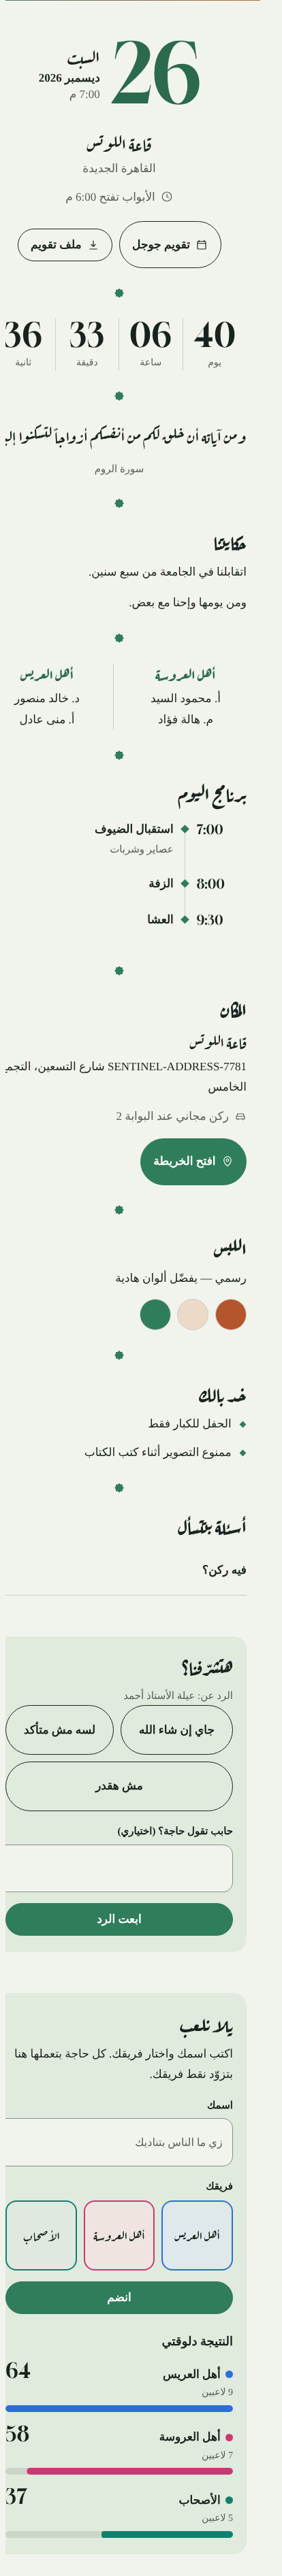 26
السبت
ديسمبر 2026
7:00 م
قاعة اللوتس
القاهرة الجديدة
الأبواب تفتح 6:00 م
تقويم جوجل
ملف تقويم
40 06 33 36
يوم ساعة دقيقة ثانية
ومن آياته أن خلق لكم من أنفسكم أزواجاً لتسكنوا
سورة الروم
حكايتنا
اتقابلنا في الجامعة من سبع سنين.
ومن يومها وإحنا مع بعض.
أهل العروسة
أ. محمود السيد
م. هالة فؤاد
أهل العريس
د. خالد منصور
أ. منى عادل
برنامج اليوم
7:00 استقبال الضيوف
عصاير وشربات
8:00 الزفة
9:30 العشا
المكان
قاعة اللوتس
SENTINEL-ADDRESS-7781 شارع التسعين،
الخامس
ركن مجاني عند البوابة 2
افتح الخريطة
اللبس
رسمي — يفضّل ألوان هادية
خد بالك
الحفل للكبار فقط
ممنوع التصوير أثناء كتب الكتاب
أسئلة بتتسأل
فيه ركن؟
هتشرّفنا؟
الرد عن: عيلة الأستاذ أحمد
جاي إن شاء الله
لسه مش متأكد
مش هقدر
حابب تقول حاجة؟ (اختياري)
ابعت الرد
يلا نلعب
اكتب اسمك واختار فريقك. كل حاجة بتعملها هنا
بتزوّد نقط فريقك.
اسمك
زي ما الناس بتناديك
فريقك
أهل العريس
أهل العروسة
الأصحاب
انضم
النتيجة دلوقتي
أهل العريس 64
9 لاعبين
أهل العروسة 58
7 لاعبين
الأصحاب 37
5 لاعبين